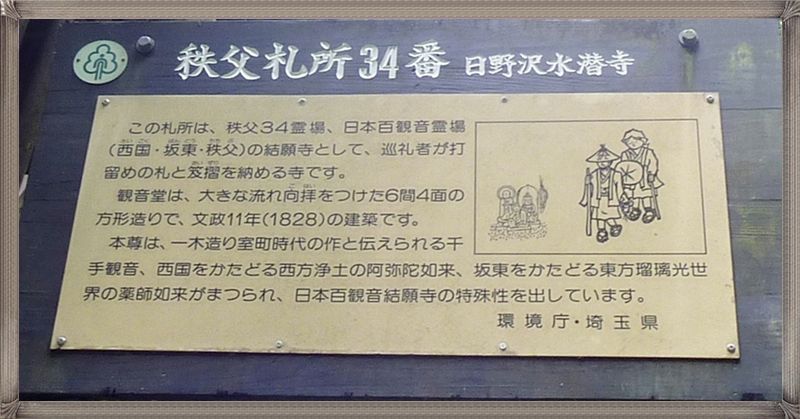 秩父札所34番 日野沢水潜寺
この札所は、秩父34霊場、日本百観音霊場
(西国・坂東・秩父)の結願寺として、巡礼者が打
留めの札と笈摺を納める寺です。
観音堂は、大きな流れ向拝をつけた6間4面の
方形造りで、文政11年(1828)の建築です。
本尊は、一木造り室町時代の作と伝えられる千
手観音、西国をかたどる西方浄土の阿弥陀如来、坂東をかたどる東方瑠璃光世
界の薬師如来がまつられ、日本百観音結願寺の特殊性を出しています。
環境庁・埼玉県